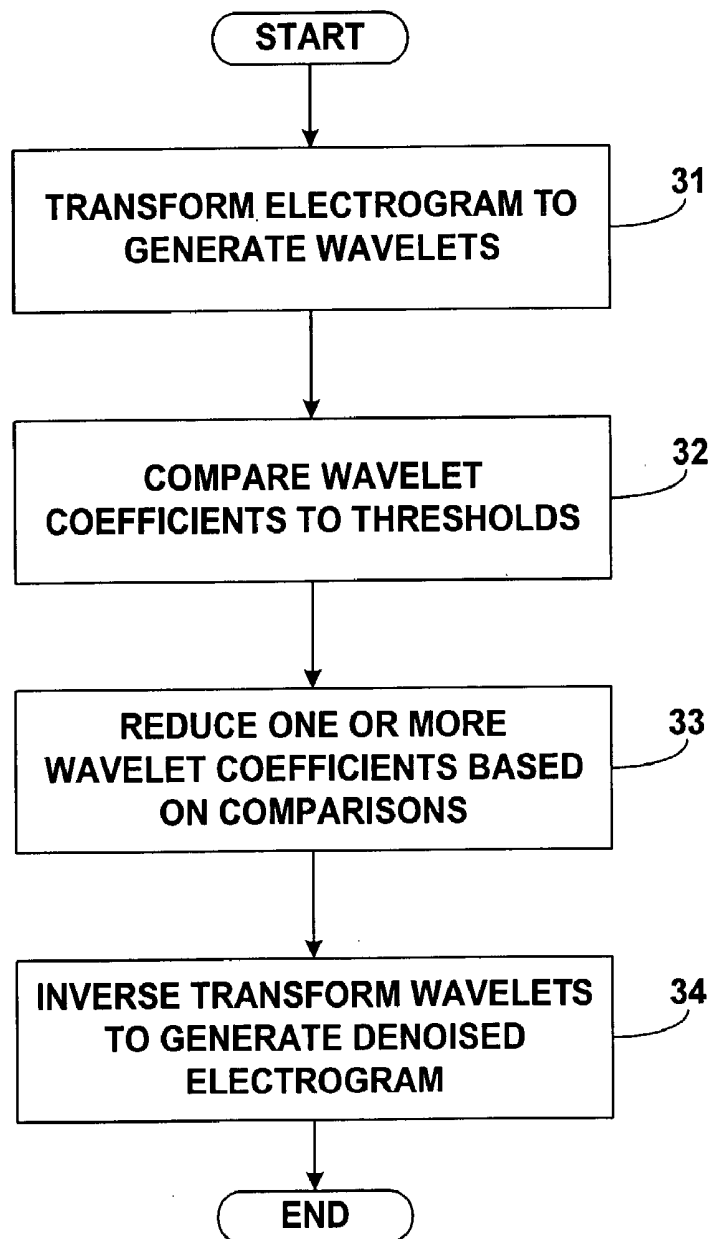 START
TRANSFORM ELECTROGRAM TO
GENERATE WAVELETS
31
COMPARE WAVELET
COEFFICIENTS TO THRESHOLDS
32
REDUCE ONE OR MORE
WAVELET COEFFICIENTS BASED
ON COMPARISONS
33
INVERSE TRANSFORM WAVELETS
TO GENERATE DENOISED
ELECTROGRAM
34
END